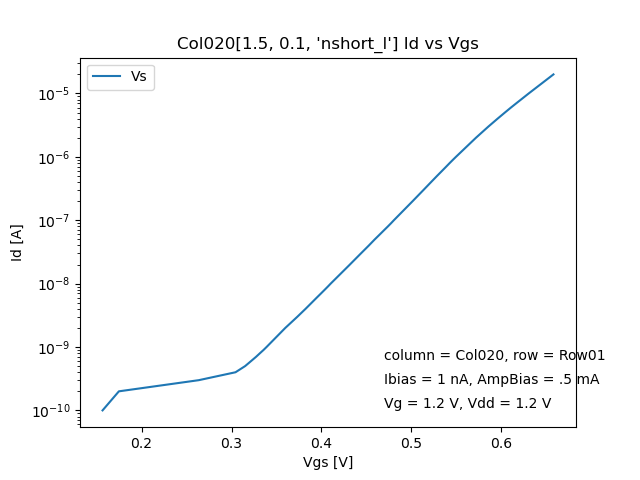 Col020[1.5, 0.1, 'nshort_l'] Id vs Vgs
Vs
10⁻⁵
10⁻⁶
10⁻⁷
10⁻⁸
10⁻⁹
10⁻¹⁰
Id [A]
column = Col020, row = Row01
Ibias = 1 nA, AmpBias = .5 mA
Vg = 1.2 V, Vdd = 1.2 V
0.2 0.3 0.4 0.5 0.6
Vgs [V]